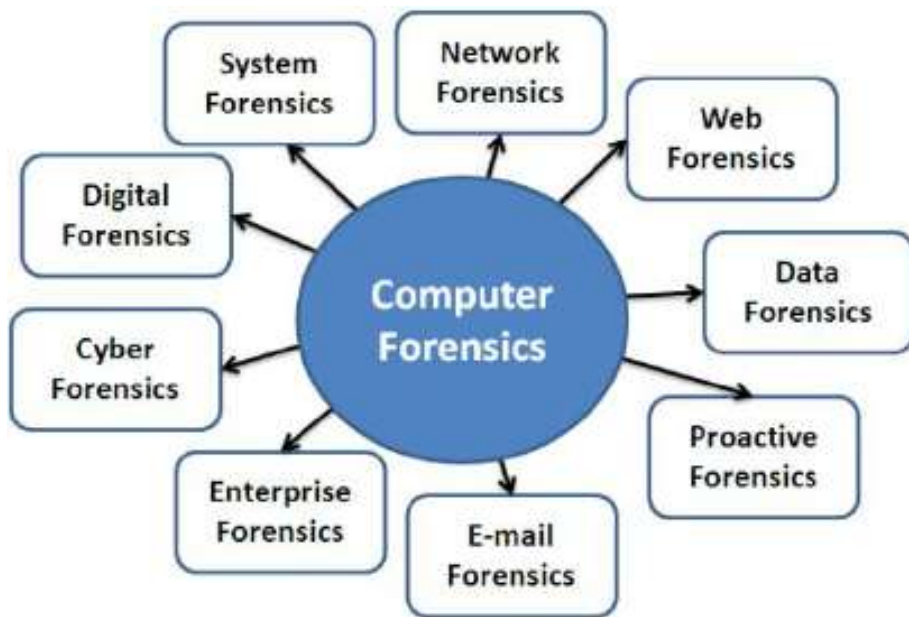 System
Forensics
Network
Forensics
Web
Forensics
Digital
Forensics
Computer
Forensics
Data
Forensics
Cyber
Forensics
Proactive
Forensics
Enterprise
Forensics
E-mail
Forensics